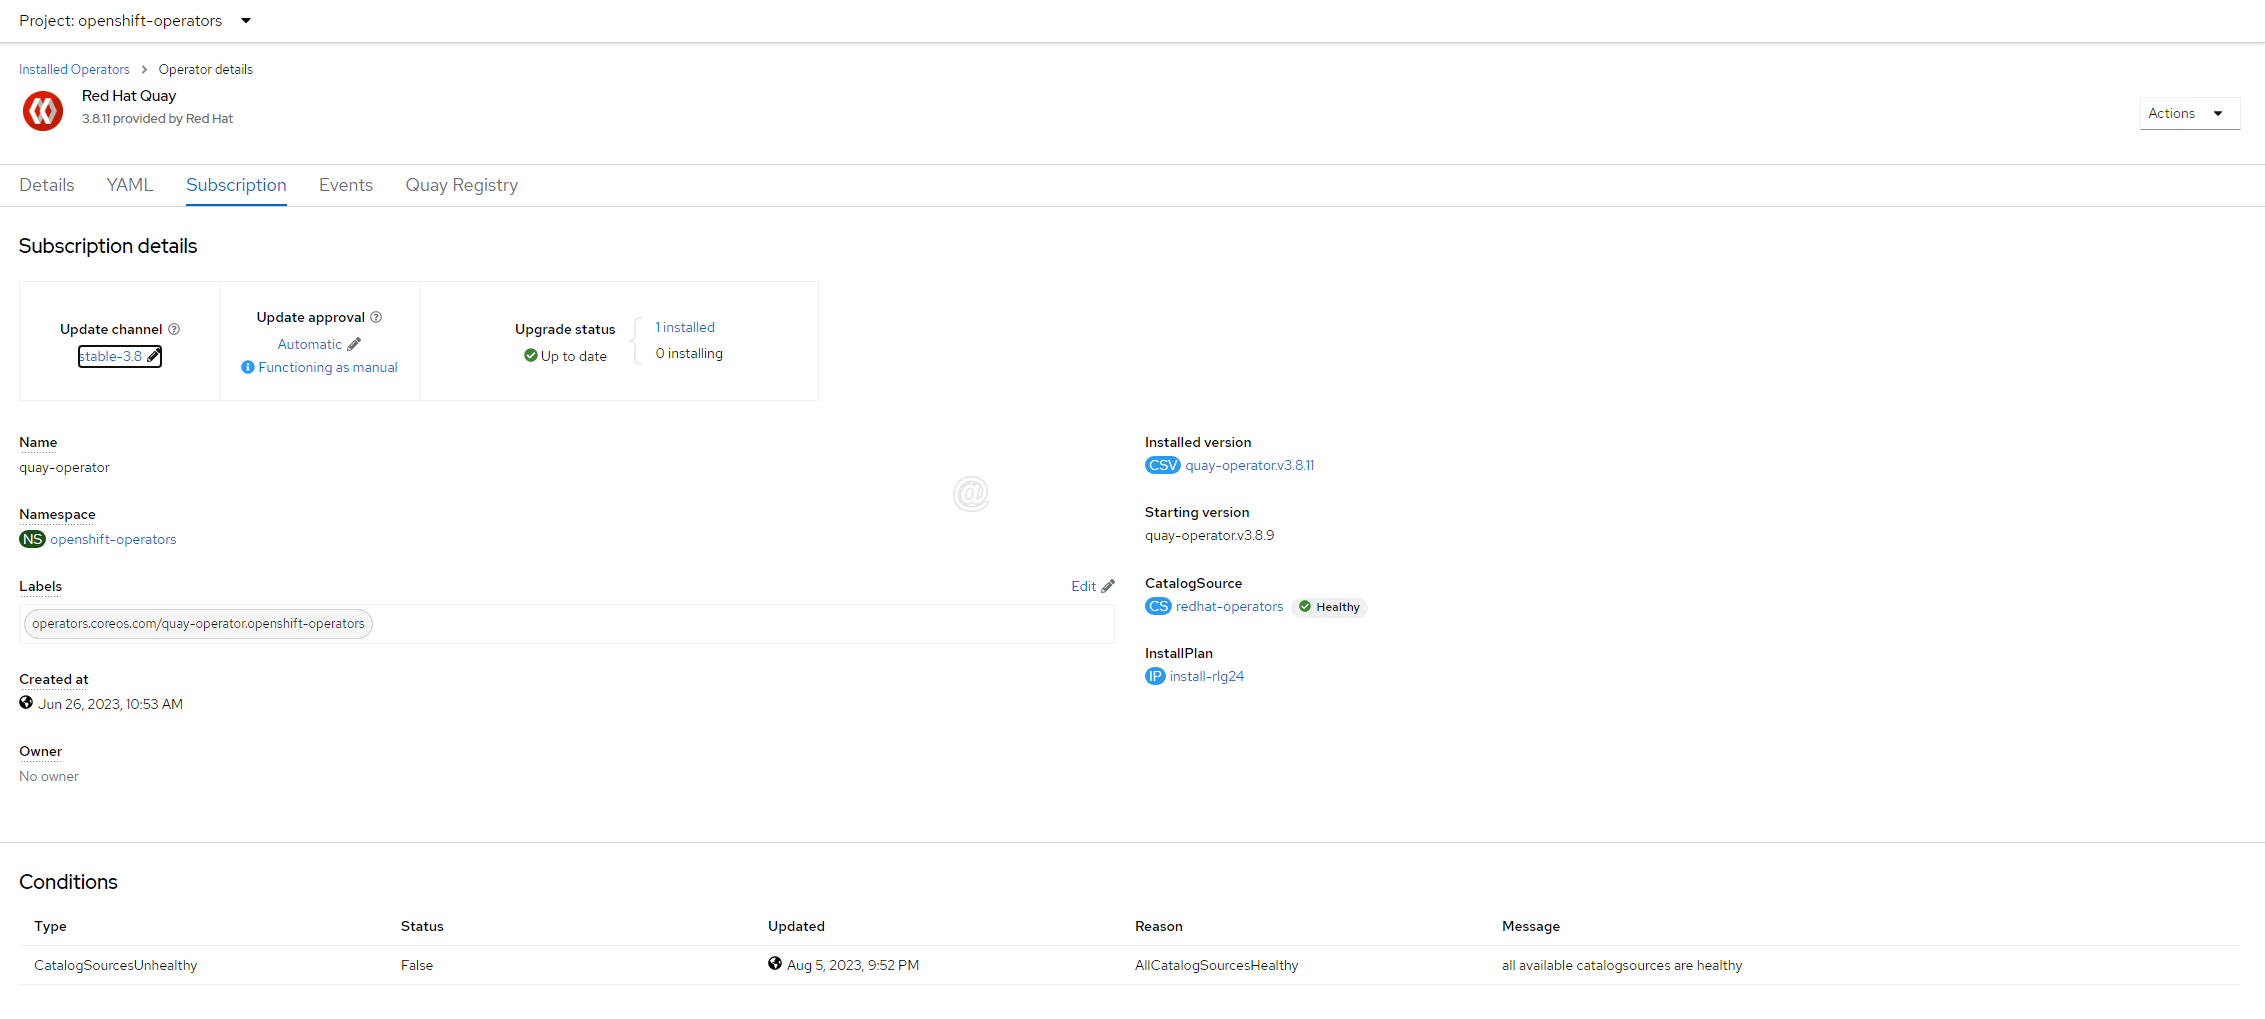 Project: openshift-operators
Installed Operators > Operator details
Red Hat Quay
3.8.11 provided by Red Hat
Actions
Details YAML Subscription Events Quay Registry
Subscription details
Update channel
stable-3.8
Update approval
Automatic
Functioning as manual
Upgrade status
Up to date
1 installed
0 installing
Name
quay-operator
Namespace
NS openshift-operators
Labels
Edit
operators.coreos.com/quay-operator.openshift-operators
Created at
Jun 26, 2023, 10:53 AM
Owner
No owner
@
Installed version
CSV quay-operator.v3.8.11
Starting version
quay-operator.v3.8.9
CatalogSource
CS redhat-operators Healthy
InstallPlan
IP install-rlg24
Conditions
Type Status Updated Reason Message
CatalogSourcesUnhealthy False Aug 5, 2023, 9:52 PM AllCatalogSourcesHealthy all available catalogsources are healthy